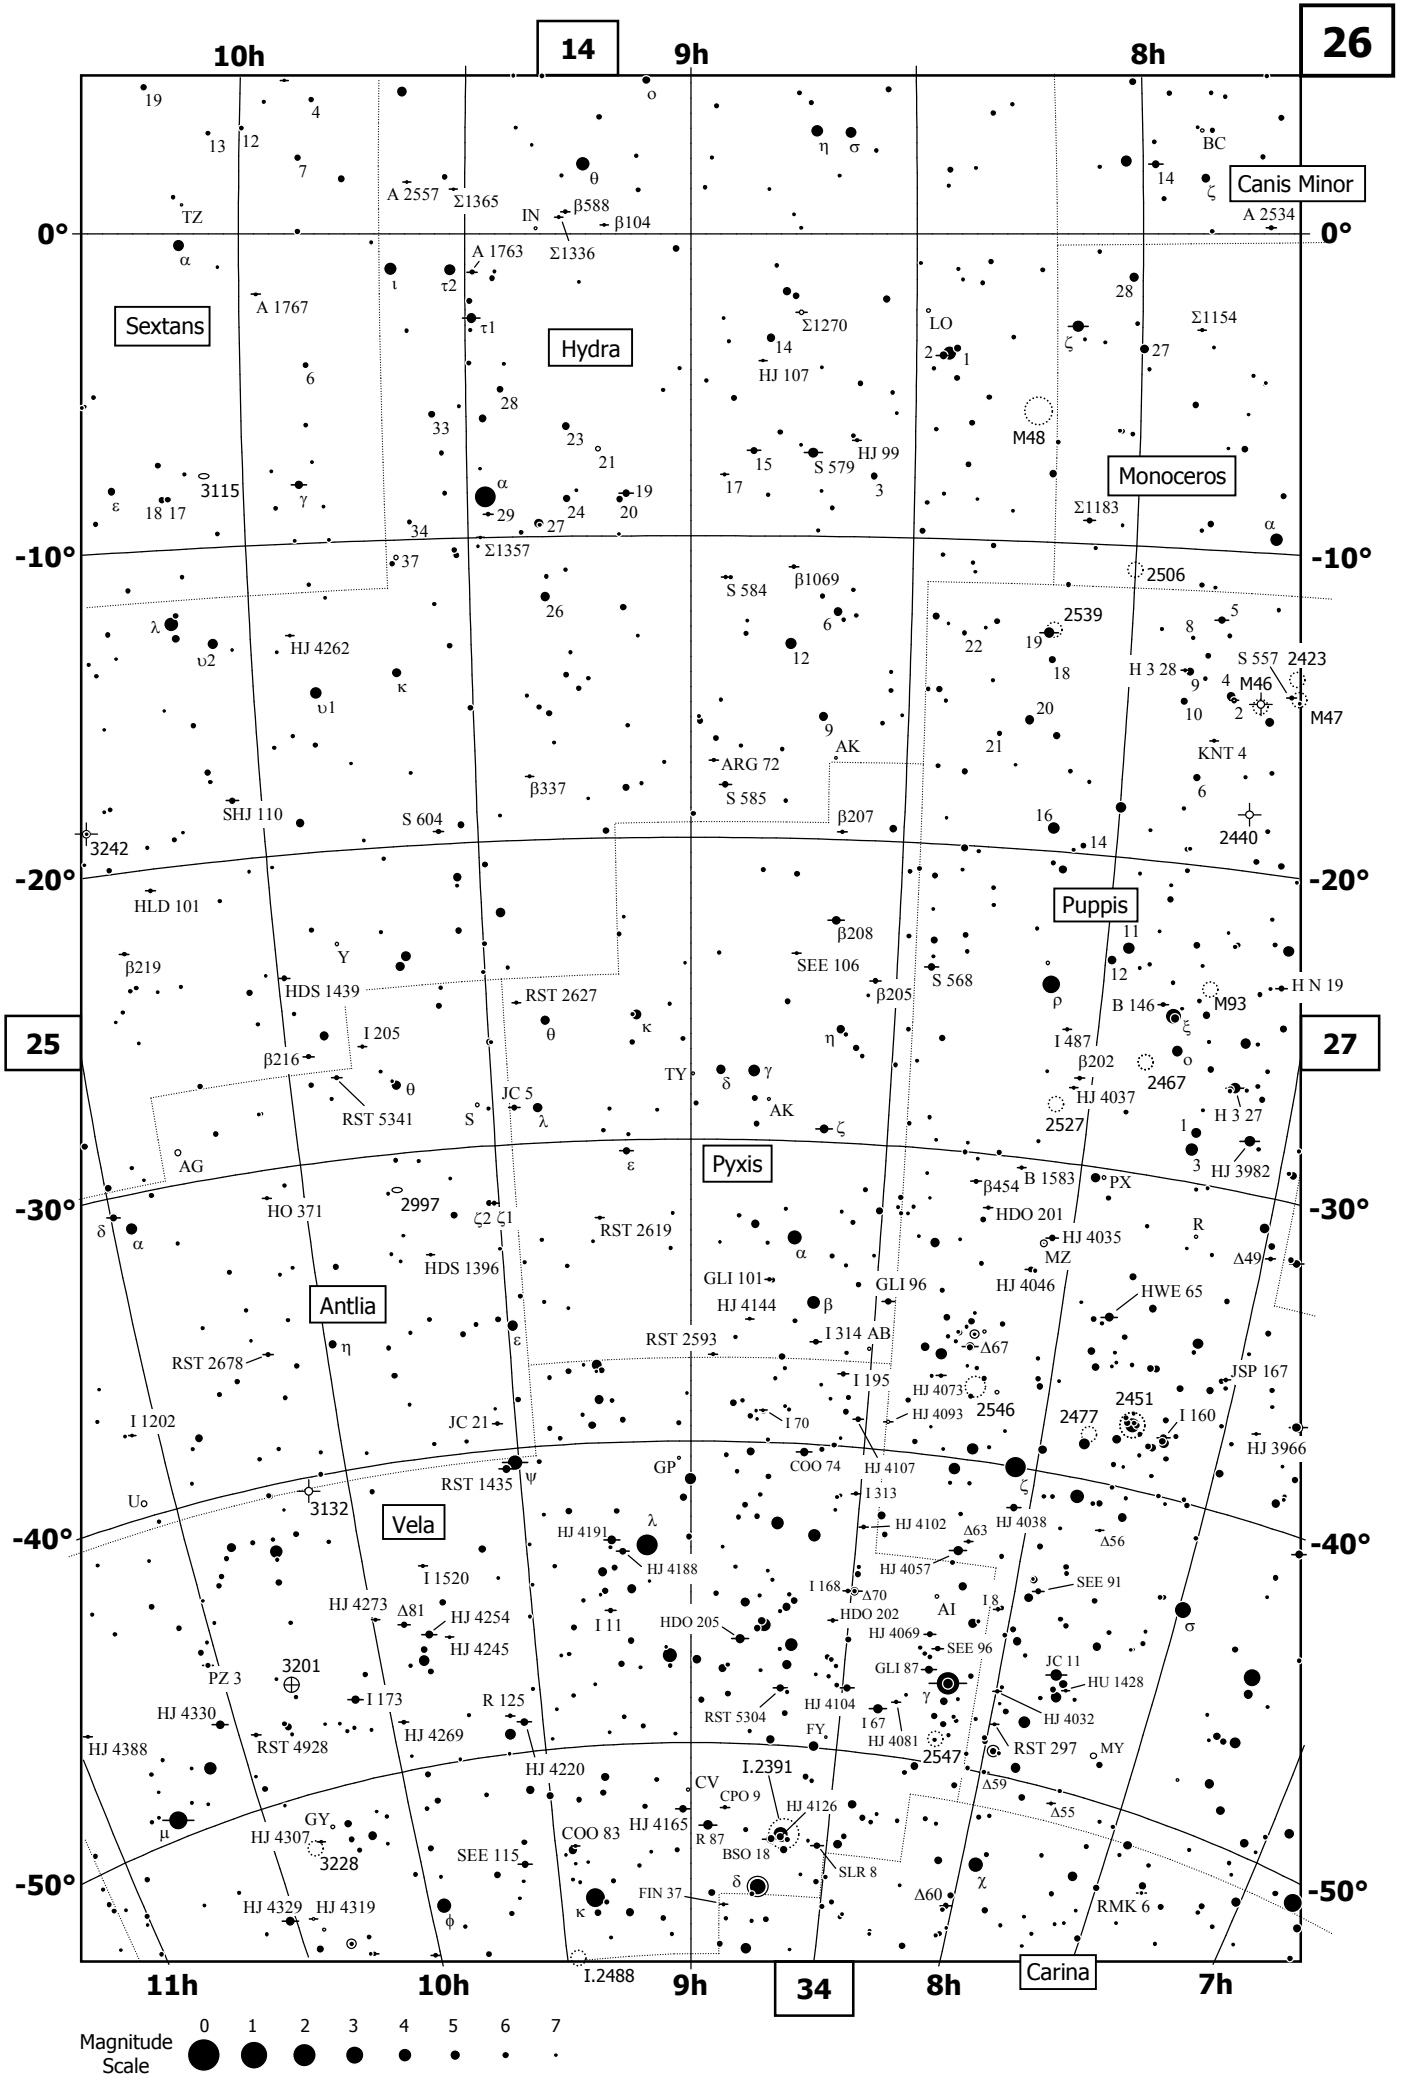 26
14
10h 9h 8h
19 4 ο
13 12 η σ BC
7 θ 14 ζ Canis Minor
A 2557 Σ1365 β588 A 2534
TZ IN β104
0° 0°
α A 1763 Σ1336
ι τ2 28
A 1767
Sextans τ1 Σ1270 LO ζ Σ1154
Hydra 14 2 1 27
6 HJ 107
28 M48
33 23
21 15 S 579 HJ 99 Monoceros
3115 γ α 17 3
ε 18 17 29 24 19 20 Σ1183
34 27 α
-10° 37 Σ1357 -10°
β1069 2506
S 584
26 6 2539 5
λ 19 22 8
υ2 HJ 4262 12 18 H 3 28 S 557 2423
κ 9 4 M46
υ1 9 20 10 2 M47
21 KNT 4
AK
ARG 72
β337 S 585 6
SHJ 110 S 604 β207 16 14 2440
3242
-20° -20°
HLD 101 Puppis
β208 11
Y
β219 SEE 106 12
HDS 1439 β205 S 568 H N 19
RST 2627 ρ B 146 M93
κ ξ
25 I 205 θ η I 487 ο 27
β216 β202 2467
TY δ γ
θ HJ 4037
RST 5341 S JC 5 λ AK 2527 H 3 27
ζ 1
AG ε Pyxis 3 HJ 3982
B 1583 PX
2997 β454
-30° HO 371 -30°
δ α ζ2 ζ1 RST 2619 HDO 201 R
α HJ 4035
HDS 1396 MZ Δ49
GLI 101 GLI 96 HJ 4046
Antlia HJ 4144 β HWE 65
η ε RST 2593 I 314 AB Δ67
RST 2678 I 195 JSP 167
HJ 4073
2546 2451
I 1202 JC 21 I 70 HJ 4093 2477 I 160
HJ 3966
GP COO 74 HJ 4107
RST 1435 ψ ζ
U 3132 I 313
Vela λ HJ 4102 HJ 4038
HJ 4191 Δ63 Δ56
-40° HJ 4188 HJ 4057 -40°
I 1520 I 168 Δ70 SEE 91
AI I 8
HJ 4273 Δ81 HJ 4254 I 11 HDO 205 HDO 202 σ
HJ 4245 HJ 4069
SEE 96
PZ 3 3201 GLI 87 JC 11
HU 1428
HJ 4330 I 173 R 125 RST 5304 HJ 4104 γ
HJ 4032
RST 4928 HJ 4269 FY I 67 HJ 4081
HJ 4388 2547 RST 297 MY
HJ 4220 I.2391
CV CPO 9 Δ59
μ GY HJ 4126 Δ55
HJ 4307 COO 83 HJ 4165 R 87
3228 SEE 115 BSO 18 SLR 8
-50° δ χ -50°
HJ 4329 HJ 4319 φ κ FIN 37 Δ60 RMK 6
I.2488 Carina
11h 10h 9h 34 8h 7h
0 1 2 3 4 5 6 7
Magnitude
Scale